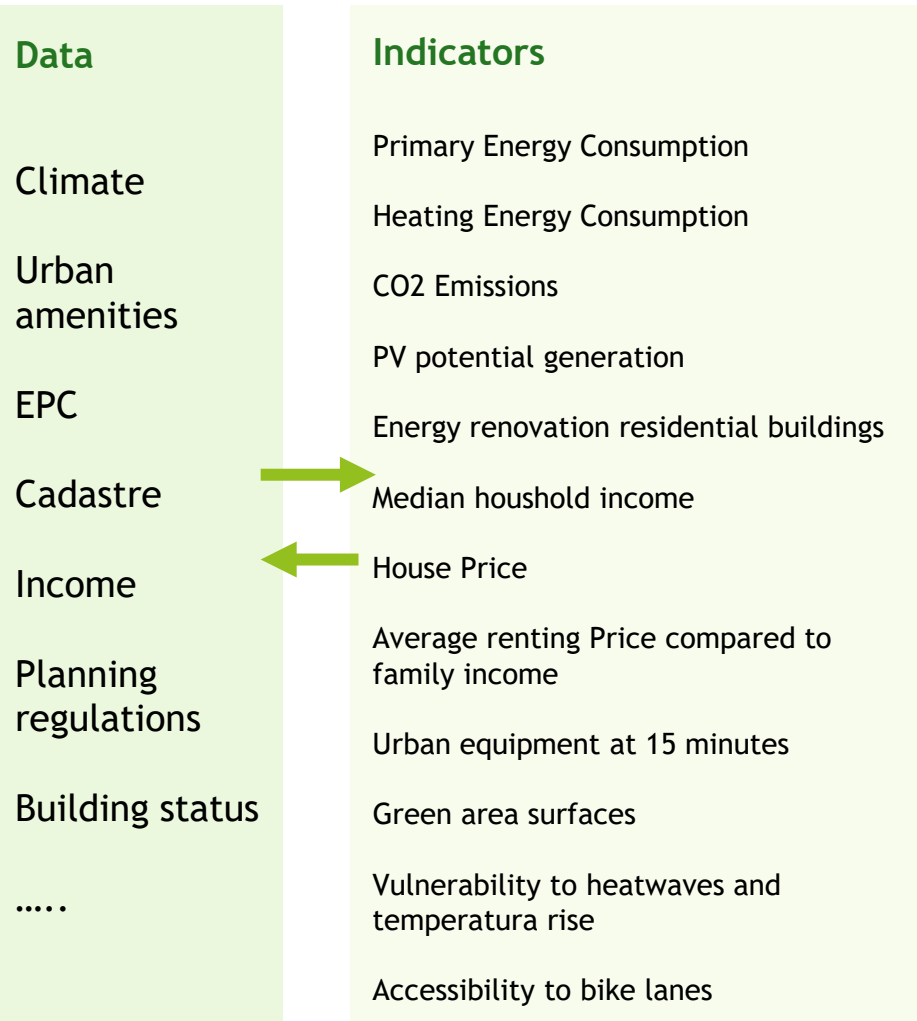 Data
Climate
Urban
amenities
EPC
Cadastre
Income
Planning
regulations
Building status
…..
Indicators
Primary Energy Consumption
Heating Energy Consumption
CO2 Emissions
PV potential generation
Energy renovation residential buildings
Median houshold income
House Price
Average renting Price compared to
family income
Urban equipment at 15 minutes
Green area surfaces
Vulnerability to heatwaves and
temperatura rise
Accessibility to bike lanes